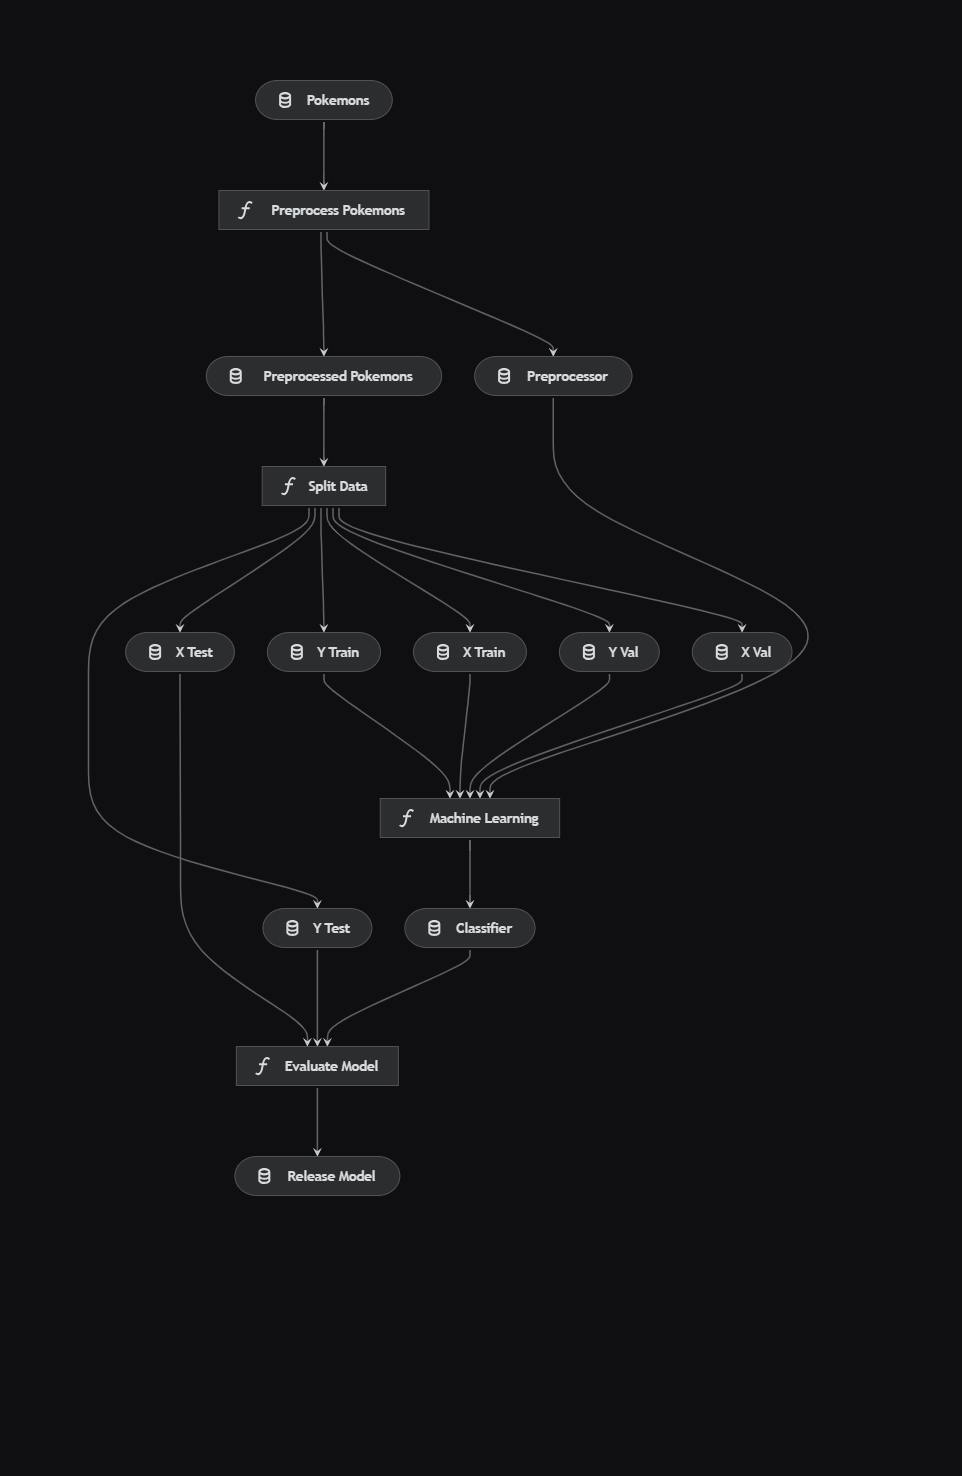 Pokemons
Preprocess Pokemons
Preprocessed Pokemons
Preprocessor
Split Data
X Test
Y Train
X Train
Y Val
X Val
Machine Learning
Y Test
Classifier
Evaluate Model
Release Model